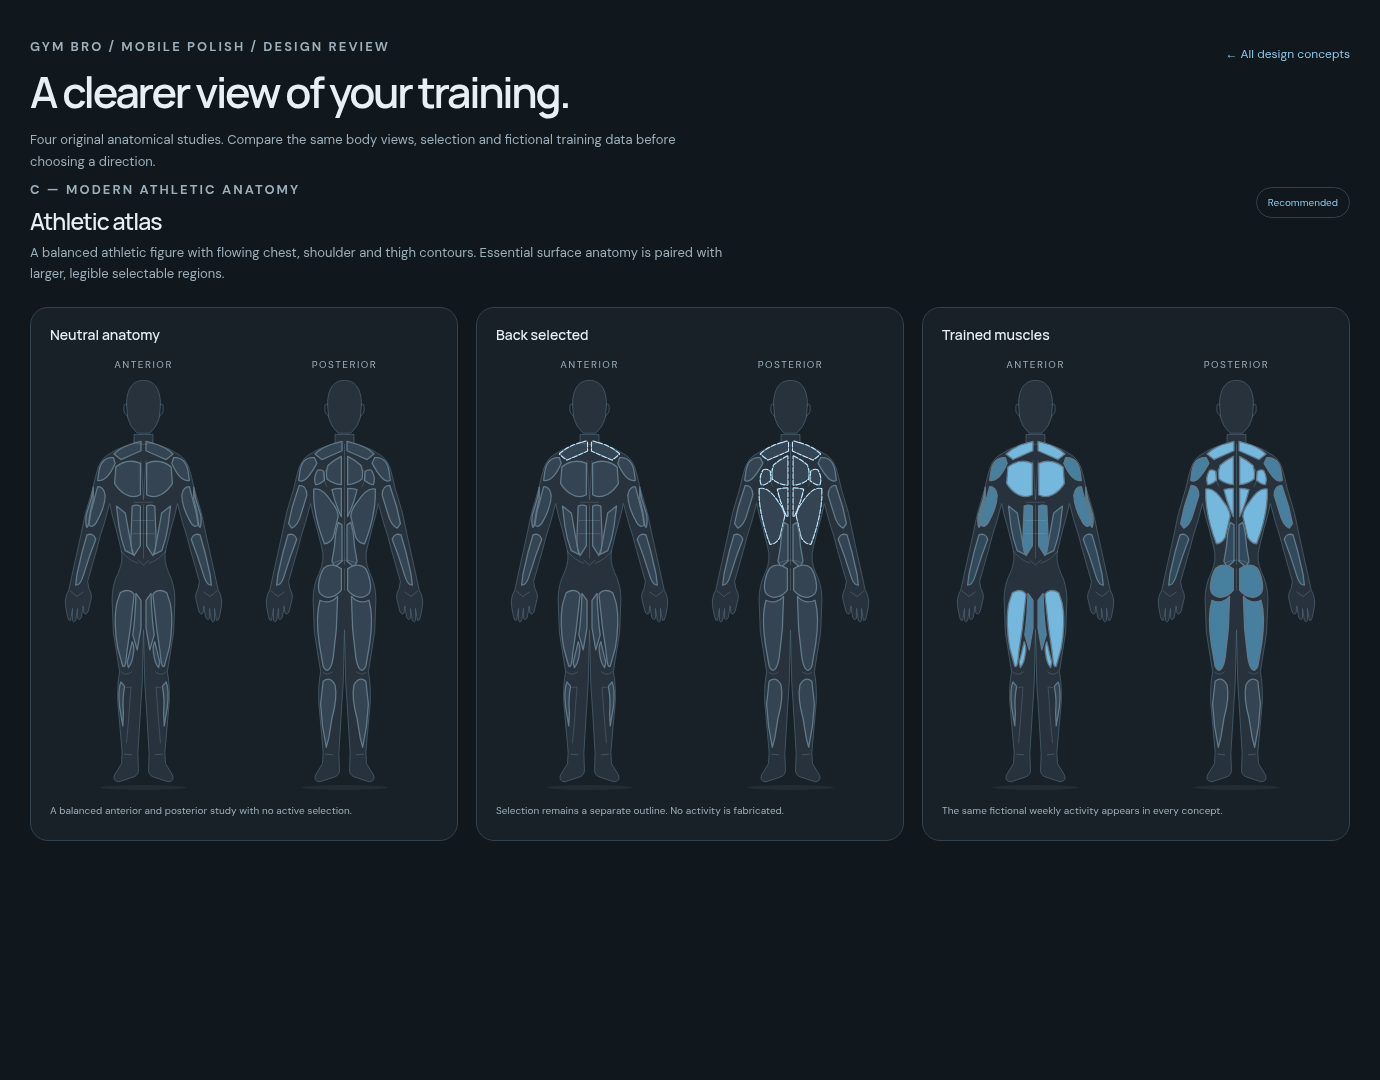 GYM BRO / MOBILE POLISH / DESIGN REVIEW
← All design concepts
A clearer view of your training.
Four original anatomical studies. Compare the same body views, selection and fictional training data before
choosing a direction.
C — MODERN ATHLETIC ANATOMY
Recommended
Athletic atlas
A balanced athletic figure with flowing chest, shoulder and thigh contours. Essential surface anatomy is paired with
larger, legible selectable regions.
Neutral anatomy
ANTERIOR
POSTERIOR
A balanced anterior and posterior study with no active selection.
Back selected
ANTERIOR
POSTERIOR
Selection remains a separate outline. No activity is fabricated.
Trained muscles
ANTERIOR
POSTERIOR
The same fictional weekly activity appears in every concept.